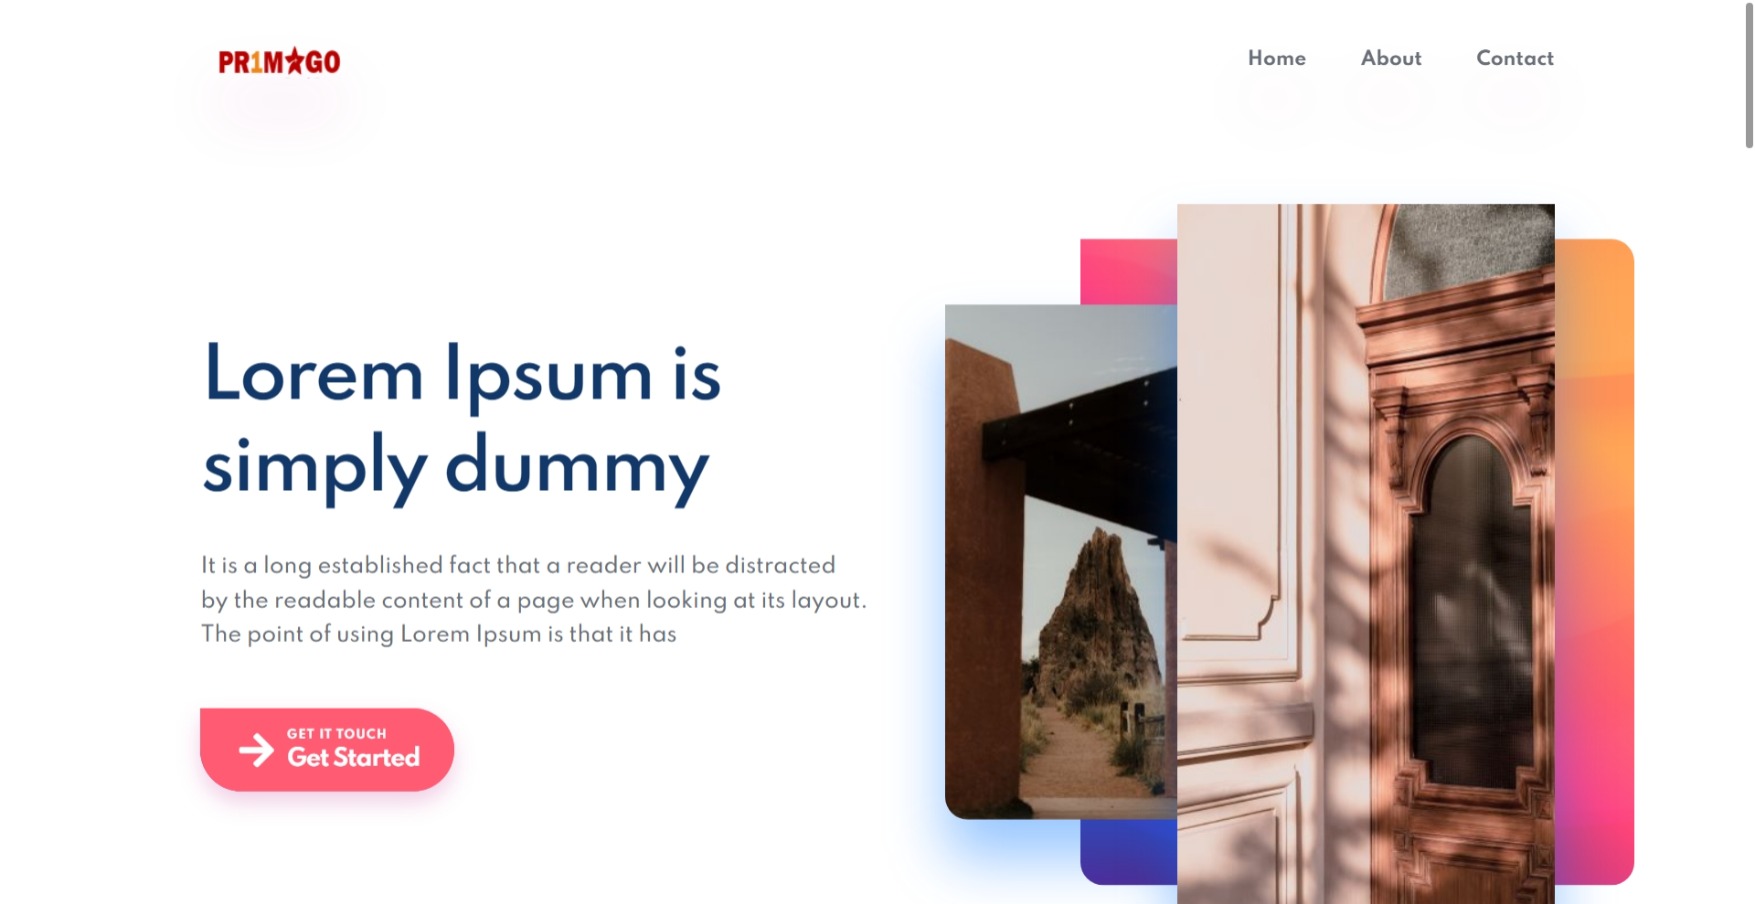 PR1M★GO
Home About Contact
Lorem Ipsum is
simply dummy
It is a long established fact that a reader will be distracted
by the readable content of a page when looking at its layout.
The point of using Lorem Ipsum is that it has
GET IT TOUCH
Get Started